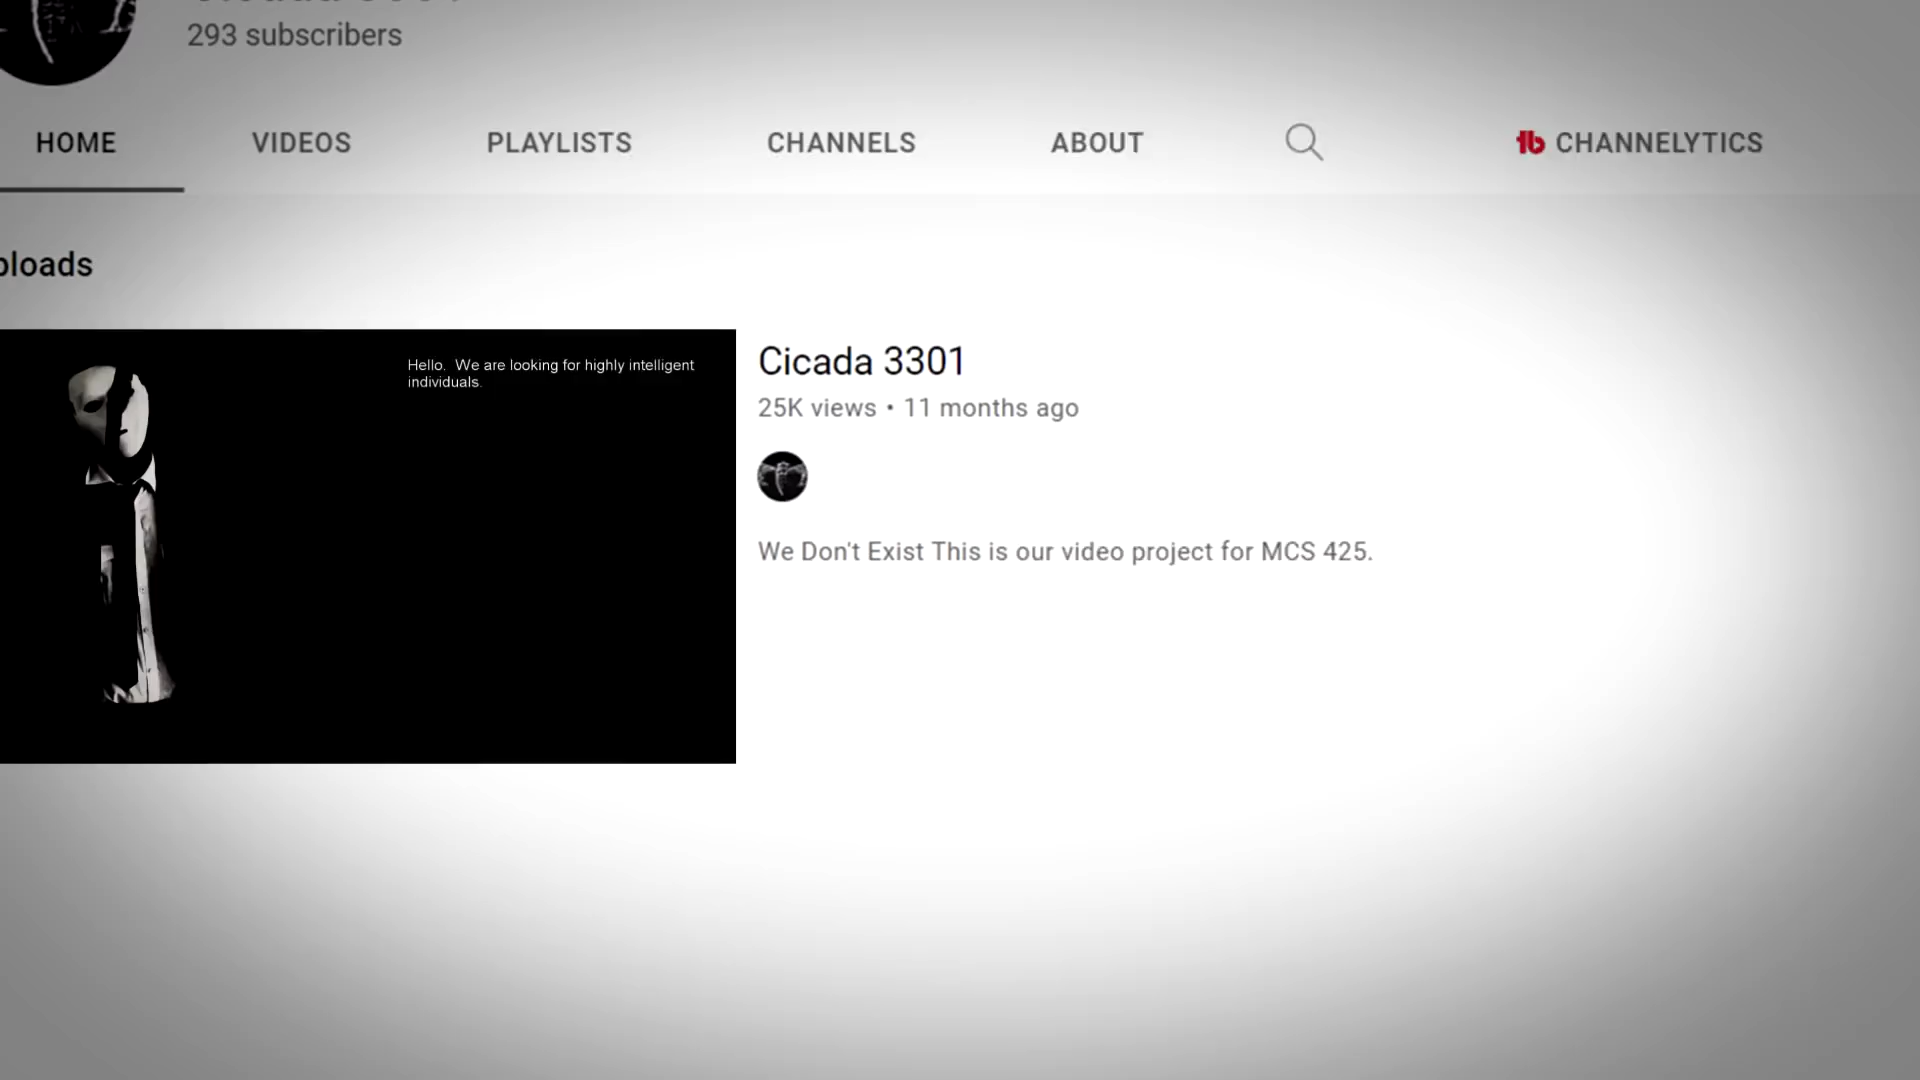 293 subscribers
HOME
VIDEOS
PLAYLISTS
CHANNELS
ABOUT
CHANNELYTICS
ploads
Hello.  We are looking for highly intelligent
individuals.
Cicada 3301
25K views • 11 months ago
We Don't Exist This is our video project for MCS 425.